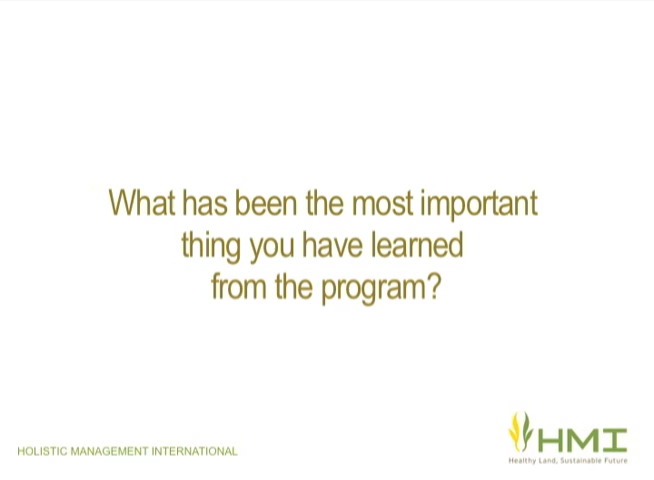 What has been the most important
thing you have learned
from the program?
HOLISTIC MANAGEMENT INTERNATIONAL
HMI
Healthy Land, Sustainable Future